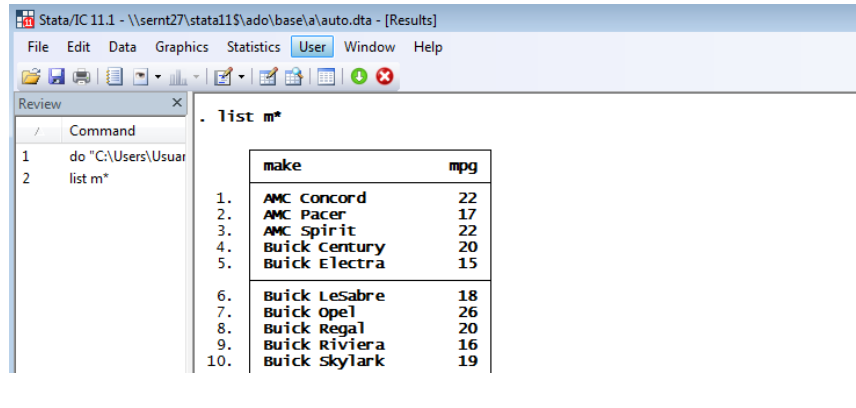 Stata/IC 11.1 - \\sernt27\stata11$\ado\base\a\auto.dta - [Results]
File Edit Data Graphics Statistics User Window Help
Review
/ Command
1 do "C:\Users\Usuar
2 list m*
. list m*
make mpg
1. AMC Concord 22
2. AMC Pacer 17
3. AMC Spirit 22
4. Buick Century 20
5. Buick Electra 15
6. Buick LeSabre 18
7. Buick Opel 26
8. Buick Regal 20
9. Buick Riviera 16
10. Buick Skylark 19